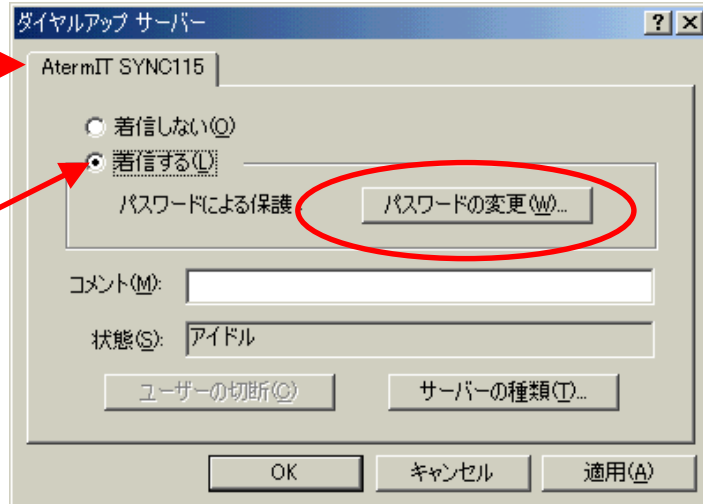 ダイヤルアップ サーバー
AtermIT SYNC115
着信しない(O)
着信する(L)
パスワードによる保護: パスワードの変更(W)...
コメント(M):
状態(S): アイドル
ユーザーの切断(C) サーバーの種類(T)...
OK キャンセル 適用(A)